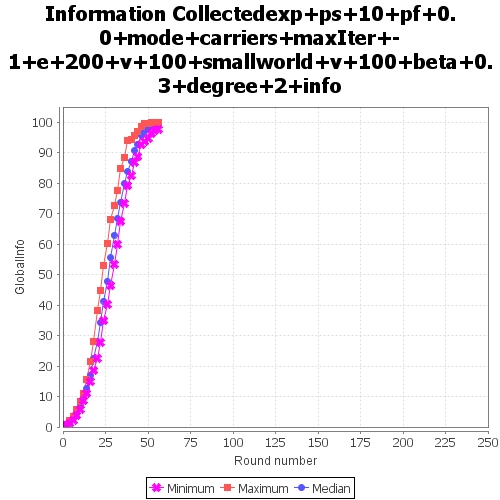 Information Collectedexp+ps+10+pf+0.
0+mode+carriers+maxIter+-
1+e+200+v+100+smallworld+v+100+beta+0.
3+degree+2+info
100
90
80
70
60
50
40
30
20
10
0
GlobalInfo
0 25 50 75 100 125 150 175 200 225 250
Round number
Minimum Maximum Median